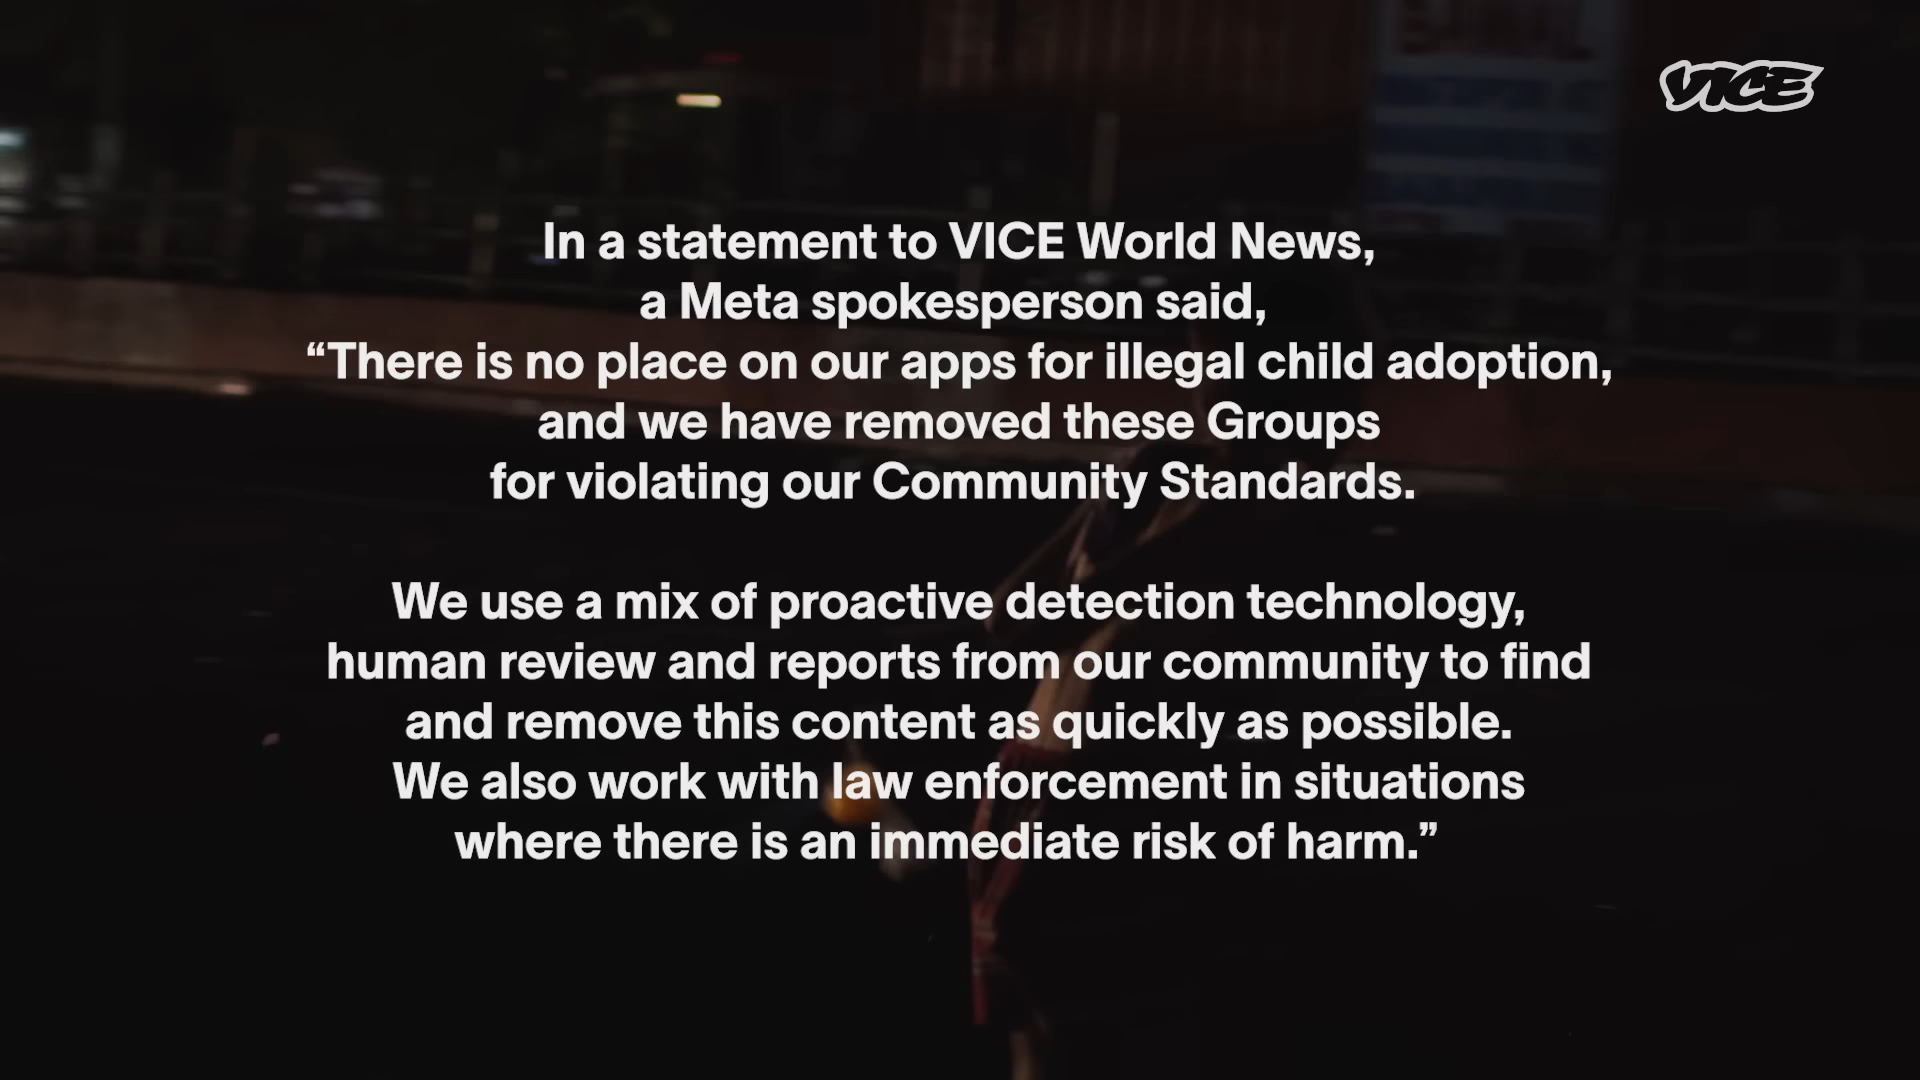 VICE
In a statement to VICE World News,
a Meta spokesperson said,
“There is no place on our apps for illegal child adoption,
and we have removed these Groups
for violating our Community Standards.
We use a mix of proactive detection technology,
human review and reports from our community to find
and remove this content as quickly as possible.
We also work with law enforcement in situations
where there is an immediate risk of harm.”